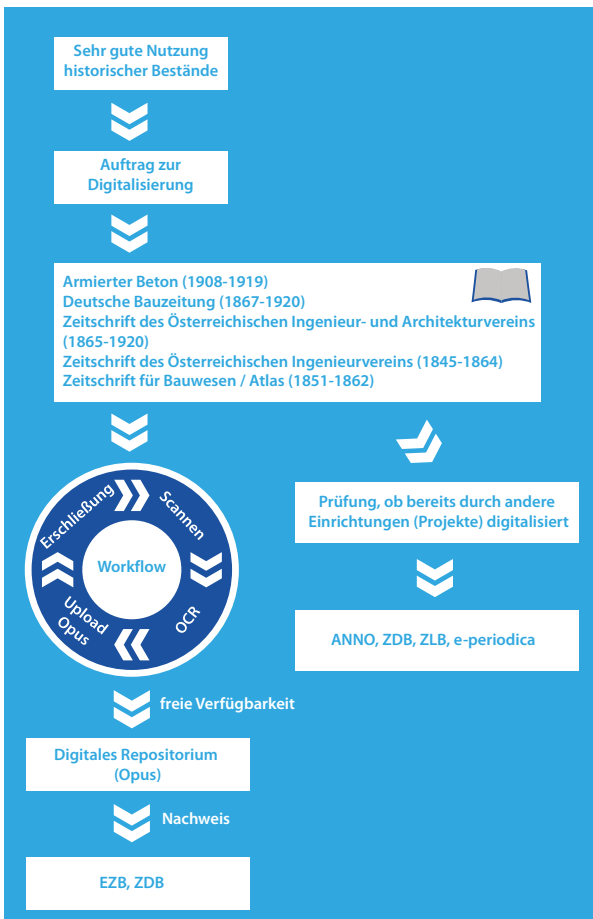 Sehr gute Nutzung
historischer Bestände
Auftrag zur
Digitalisierung
Armierter Beton (1908-1919)
Deutsche Bauzeitung (1867-1920)
Zeitschrift des Österreichischen Ingenieur- und Architekturvereins
(1865-1920)
Zeitschrift des Österreichischen Ingenieurvereins (1845-1864)
Zeitschrift für Bauwesen / Atlas (1851-1862)
Erschließung
Scannen
Workflow
Upload
Opus
OCR
Prüfung, ob bereits durch andere
Einrichtungen (Projekte) digitalisiert
ANNO, ZDB, ZLB, e-periodica
freie Verfügbarkeit
Digitales Repositorium
(Opus)
Nachweis
EZB, ZDB